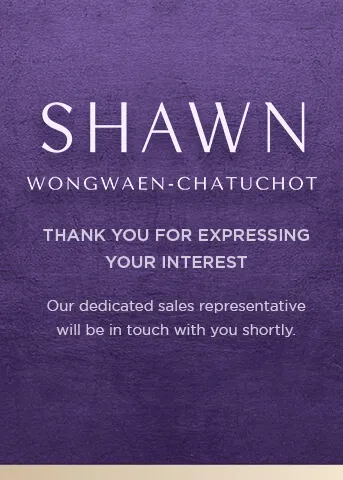 SHAWN
WONGWAEN-CHATUCHOT
THANK YOU FOR EXPRESSING
YOUR INTEREST
Our dedicated sales representative
will be in touch with you shortly.